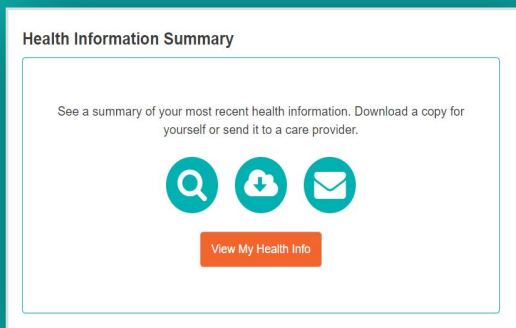 Health Information Summary
See a summary of your most recent health information. Download a copy for
yourself or send it to a care provider.
View My Health Info